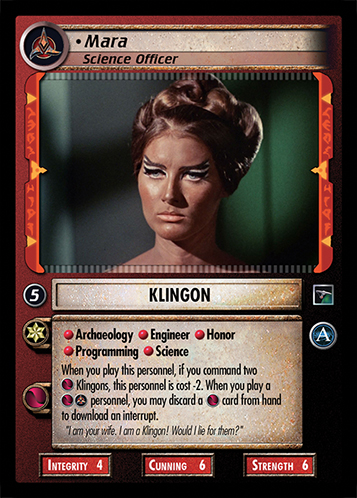 • Mara
Science Officer
5
KLINGON
• Archaeology • Engineer • Honor
• Programming • Science
When you play this personnel, if you command two
Klingons, this personnel is cost -2. When you play a
personnel, you may discard a card from hand
to download an interrupt.
"I am your wife. I am a Klingon! Would I lie for them?"
A
INTEGRITY 4 CUNNING 6 STRENGTH 6